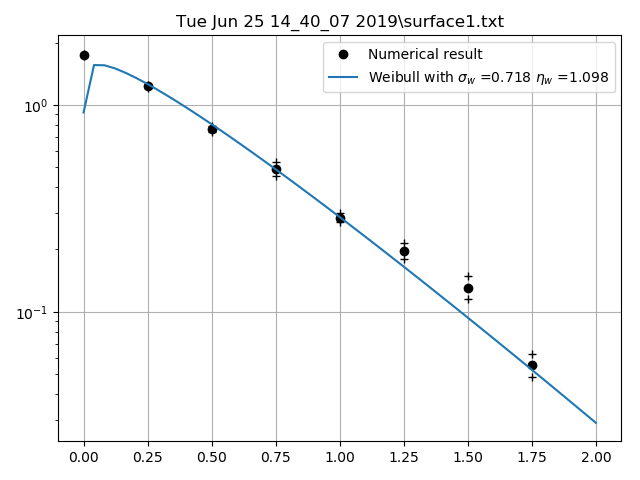 Tue Jun 25 14_40_07 2019\surface1.txt
Numerical result
Weibull with σw =0.718 ηw =1.098
10⁰
10⁻¹
0.00 0.25 0.50 0.75 1.00 1.25 1.50 1.75 2.00